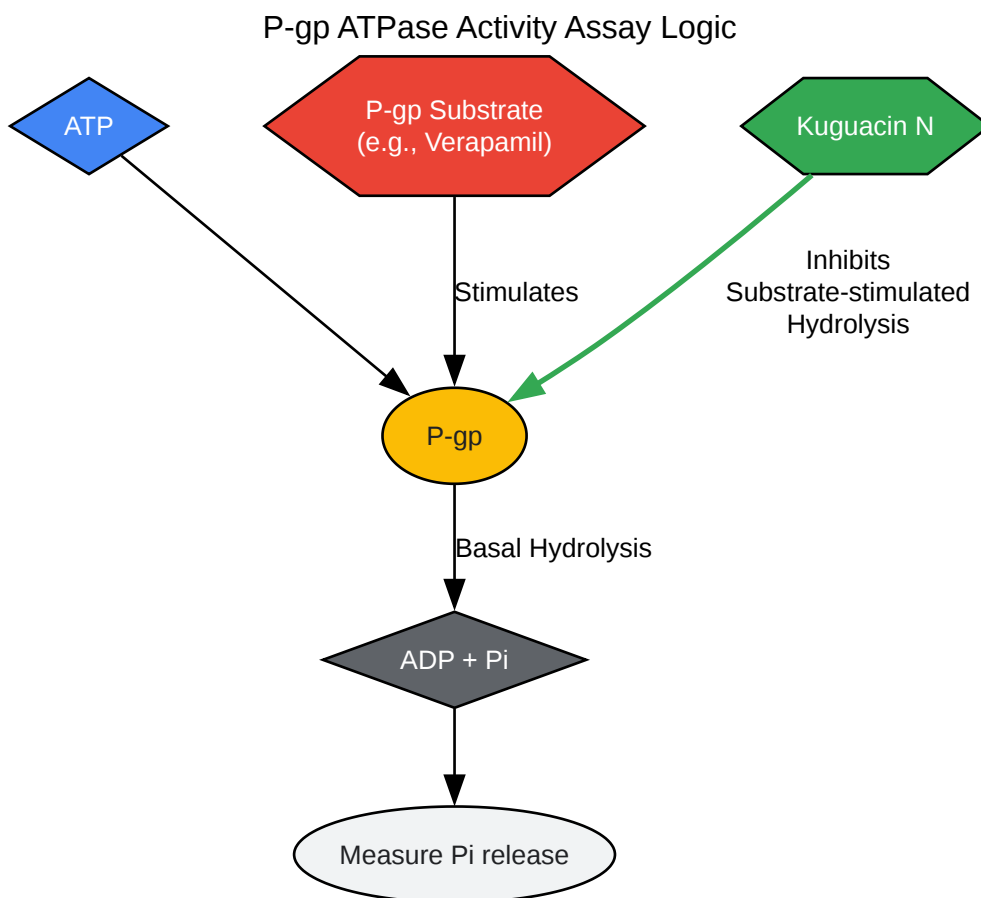 P-gp ATPase Activity Assay Logic
ATP
P-gp Substrate
(e.g., Verapamil)
Kuguacin N
Stimulates
Inhibits
Substrate-stimulated
Hydrolysis
P-gp
Basal Hydrolysis
ADP + Pi
Measure Pi release